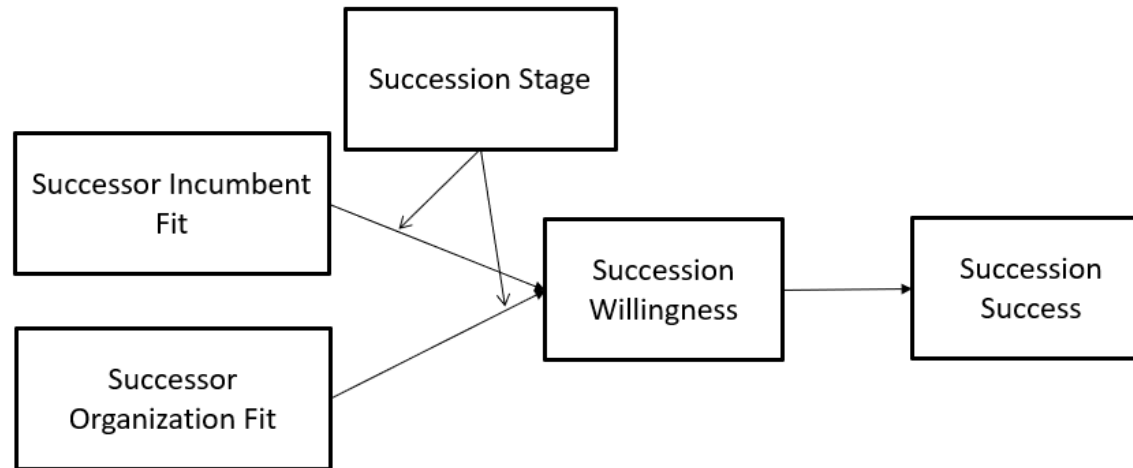 Succession Stage
Successor Incumbent
Fit
Succession
Willingness
Succession
Success
Successor
Organization Fit